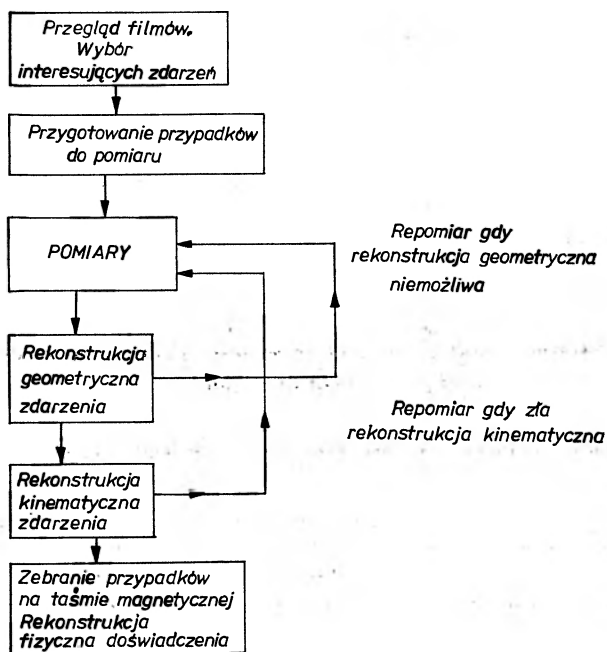 Przegląd filmów.
Wybór
interesujących zdarzeń
Przygotowanie przypadków
do pomiaru
POMIARY
Repomiar gdy
rekonstrukcja geometryczna
niemożliwa
Rekonstrukcja
geometryczna
zdarzenia
Repomiar gdy zła
rekonstrukcja kinematyczna
Rekonstrukcja
kinematyczna
zdarzenia
Zebranie przypadków
na taśmie magnetycznej
Rekonstrukcja
fizyczna doświadczenia